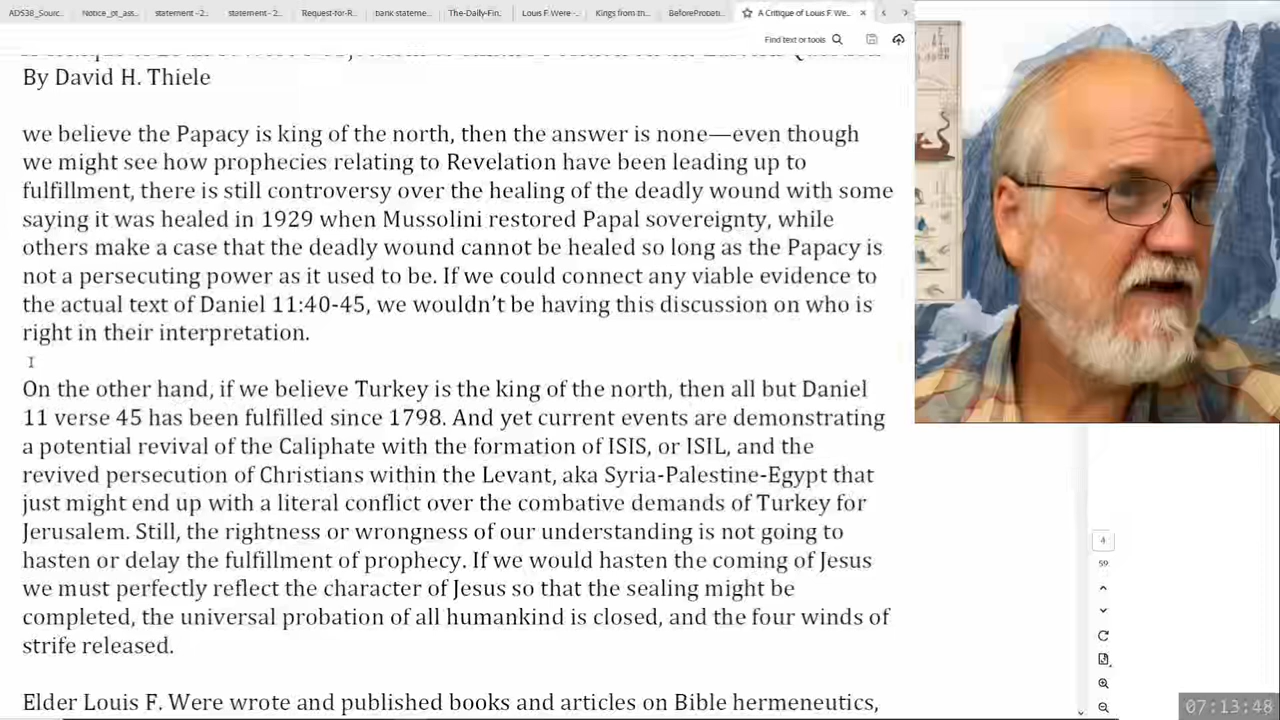 ADS38_Sourc...
Notice_pt_ass...
statement -2...
statement - 2...
Request-for-R...
bank stateme...
The-Daily-Fin...
Louis F. Were -...
Kings from th...
BeforeProbati...
A Critique of Louis F. We...
Find text or tools
By David H. Thiele
we believe the Papacy is king of the north, then the answer is none—even though
we might see how prophecies relating to Revelation have been leading up to
fulfillment, there is still controversy over the healing of the deadly wound with some
saying it was healed in 1929 when Mussolini restored Papal sovereignty, while
others make a case that the deadly wound cannot be healed so long as the Papacy is
not a persecuting power as it used to be. If we could connect any viable evidence to
the actual text of Daniel 11:40-45, we wouldn't be having this discussion on who is
right in their interpretation.
On the other hand, if we believe Turkey is the king of the north, then all but Daniel
11 verse 45 has been fulfilled since 1798. And yet current events are demonstrating
a potential revival of the Caliphate with the formation of ISIS, or ISIL, and the
revived persecution of Christians within the Levant, aka Syria-Palestine-Egypt that
just might end up with a literal conflict over the combative demands of Turkey for
Jerusalem. Still, the rightness or wrongness of our understanding is not going to
hasten or delay the fulfillment of prophecy. If we would hasten the coming of Jesus
we must perfectly reflect the character of Jesus so that the sealing might be
completed, the universal probation of all humankind is closed, and the four winds of
strife released.
Elder Louis F. Were wrote and published books and articles on Bible hermeneutics,
4
59
07:13:48